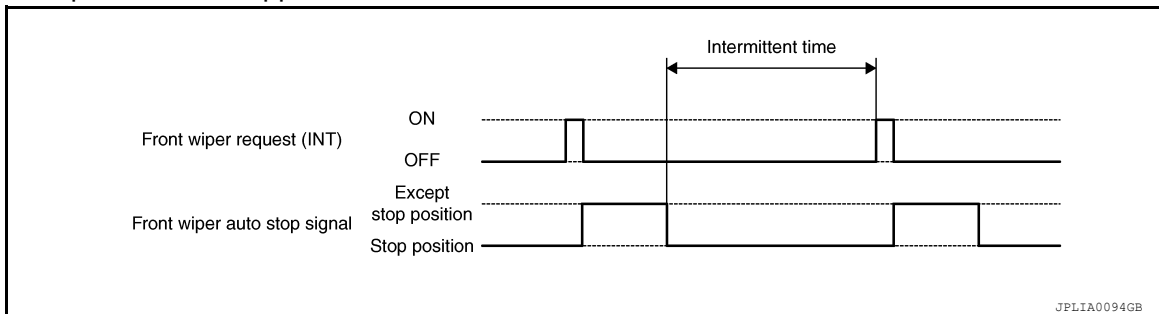 Intermittent time
ON
Front wiper request (INT)
OFF
Except
stop position
Front wiper auto stop signal
Stop position
JPLIA0094GB